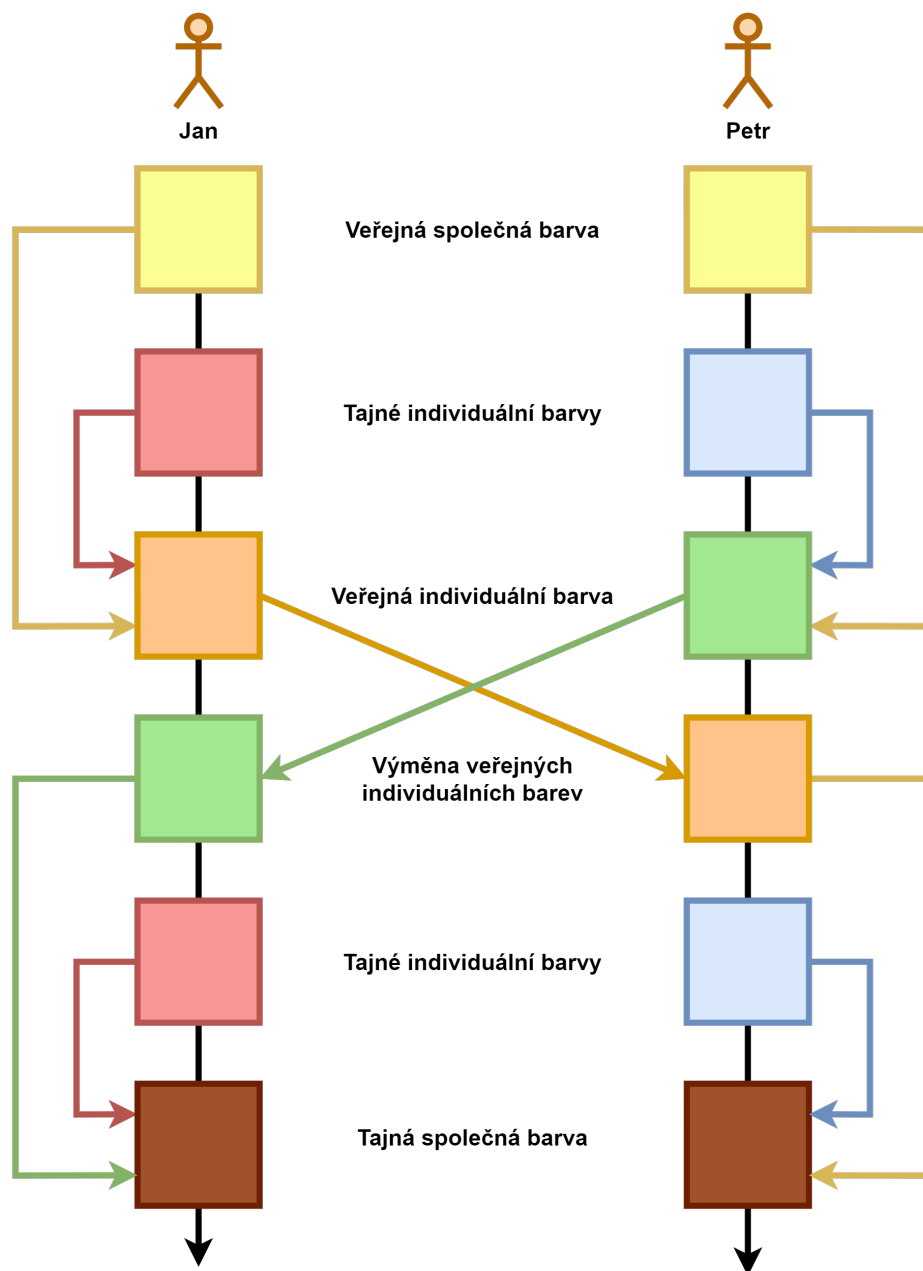 Jan
Petr
Veřejná společná barva
Tajné individuální barvy
Veřejná individuální barva
Výměna veřejných
individuálních barev
Tajné individuální barvy
Tajná společná barva